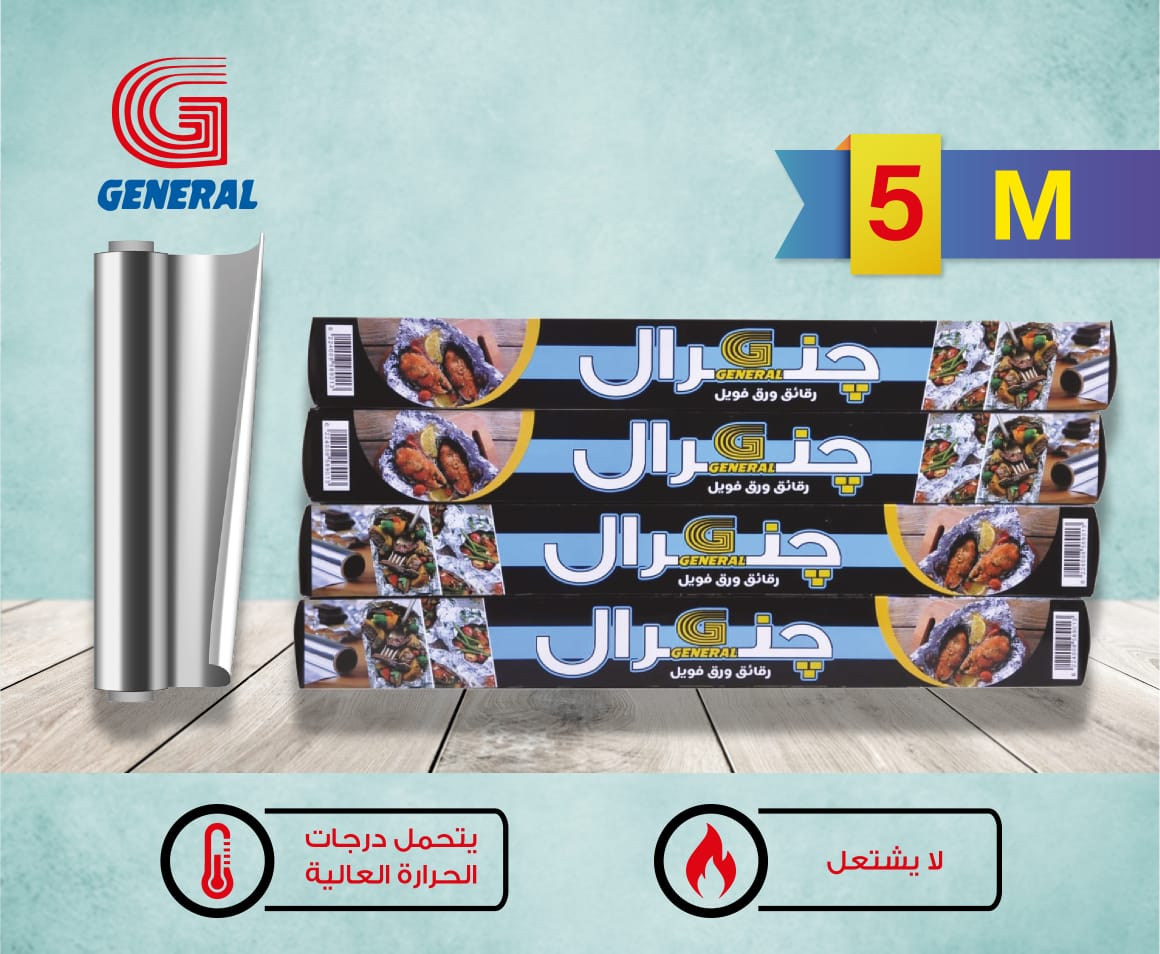 GENERAL
5 M
چنرال
GENERAL
رقائق ورق فويل
چنرال
GENERAL
رقائق ورق فويل
چنرال
GENERAL
رقائق ورق فويل
چنرال
GENERAL
رقائق ورق فويل
يتحمل درجات
الحرارة العالية
لا يشتعل